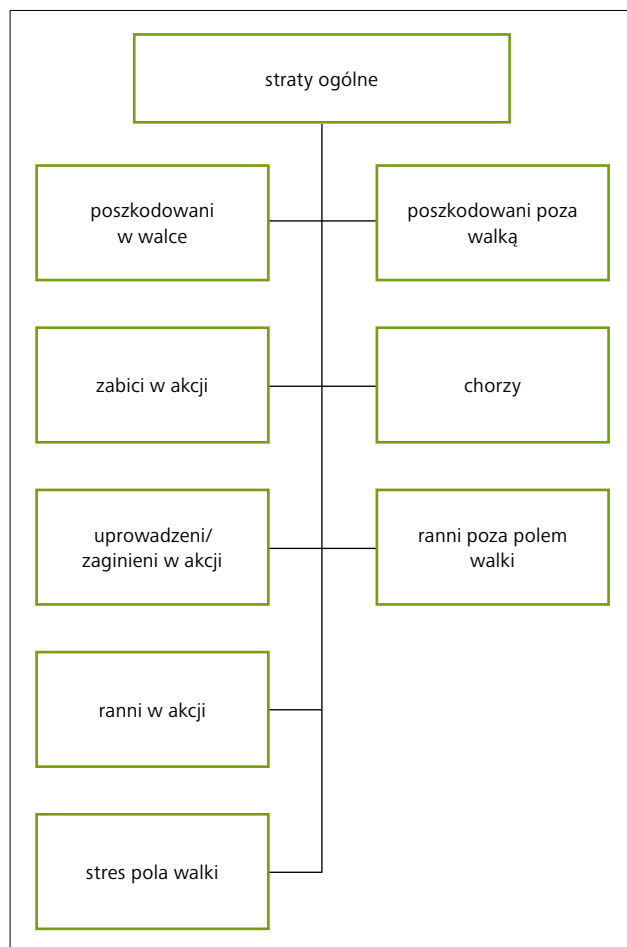 straty ogólne
poszkodowani
w walce
poszkodowani poza
walką
zabici w akcji
chorzy
uprowadzeni/
zaginieni w akcji
ranni poza polem
walki
ranni w akcji
stres pola walki